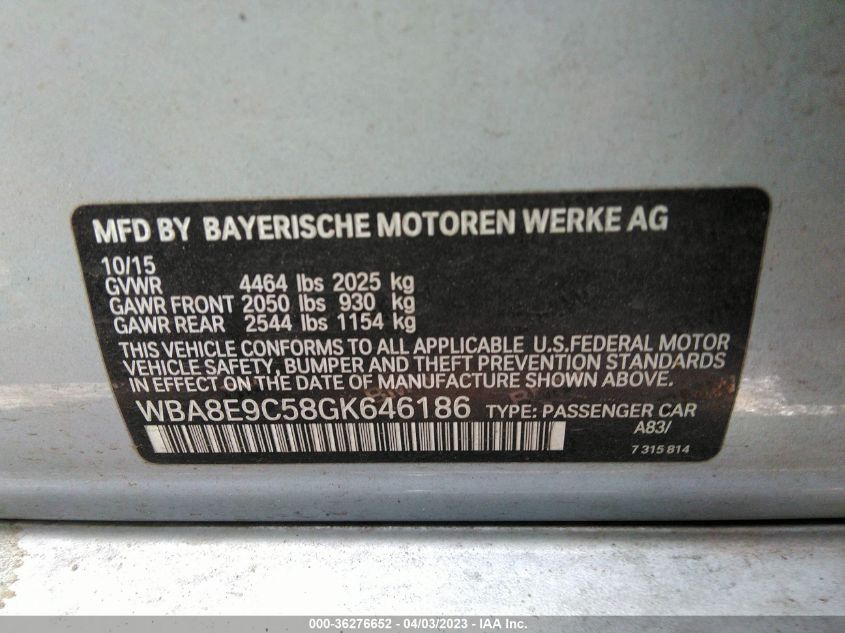 MFD BY BAYERISCHE MOTOREN WERKE AG
10/15
GVWR 4464 lbs 2025 kg
GAWR FRONT 2050 lbs 930 kg
GAWR REAR 2544 lbs 1154 kg
THIS VEHICLE CONFORMS TO ALL APPLICABLE U.S.FEDERAL MOTOR
VEHICLE SAFETY, BUMPER AND THEFT PREVENTION STANDARDS
IN EFFECT ON THE DATE OF MANUFACTURE SHOWN ABOVE.
WBA8E9C58GK646186 TYPE: PASSENGER CAR
A83/
7 315 814
000-36276652 - 04/03/2023 - IAA Inc.